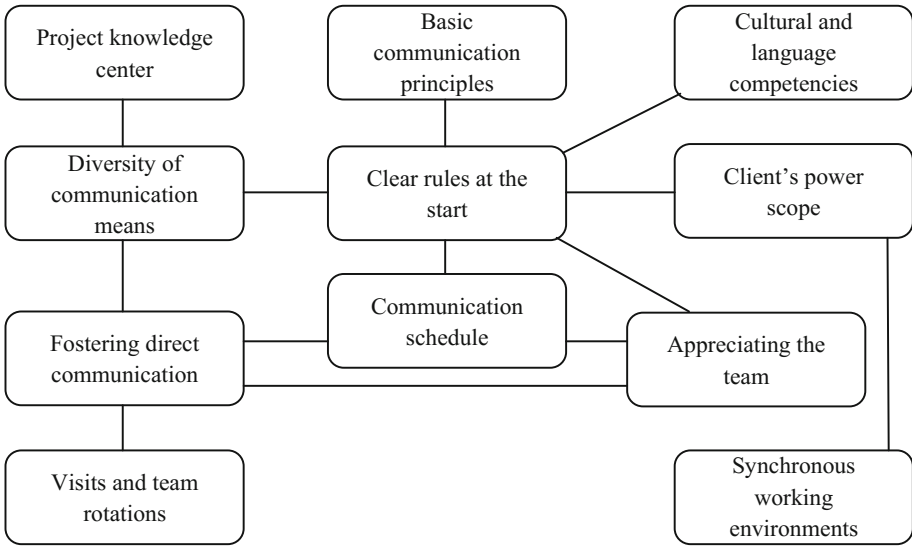 Project knowledge
center
Basic
communication
principles
Cultural and
language
competencies
Diversity of
communication
means
Clear rules at the
start
Client’s power
scope
Communication
schedule
Fostering direct
communication
Appreciating the
team
Visits and team
rotations
Synchronous
working
environments